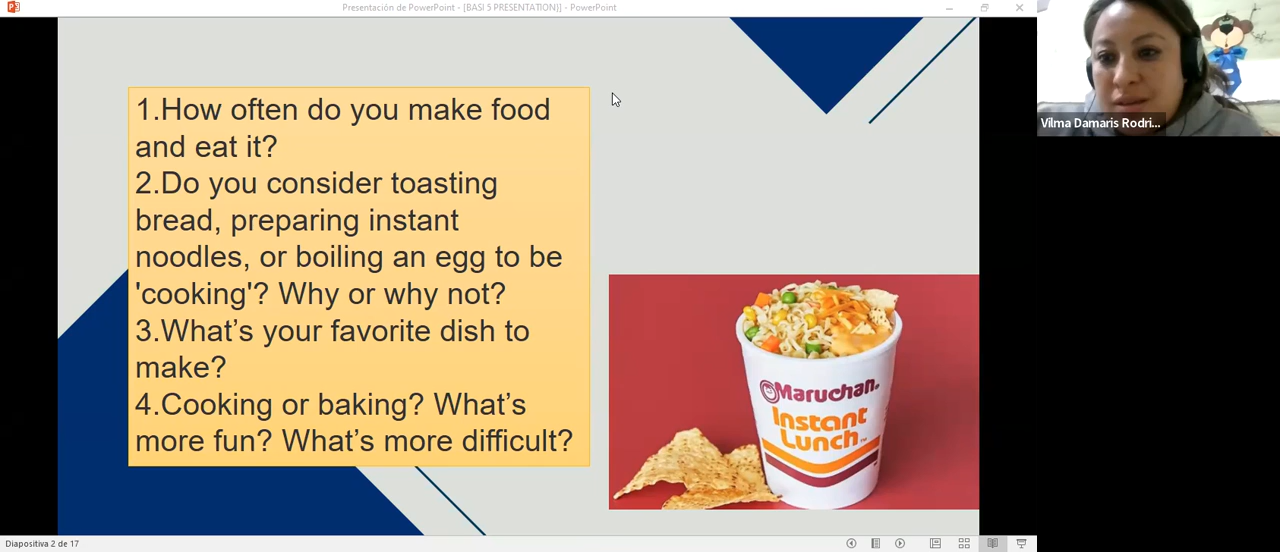 Presentación de PowerPoint - [BASI 5 PRESENTATION)] - PowerPoint
1.How often do you make food
and eat it?
2.Do you consider toasting
bread, preparing instant
noodles, or boiling an egg to be
'cooking'? Why or why not?
3.What’s your favorite dish to
make?
4.Cooking or baking? What’s
more fun? What’s more difficult?
Maruchan
Instant
Lunch™
Vilma Damaris Rodri...
Diapositiva 2 de 17